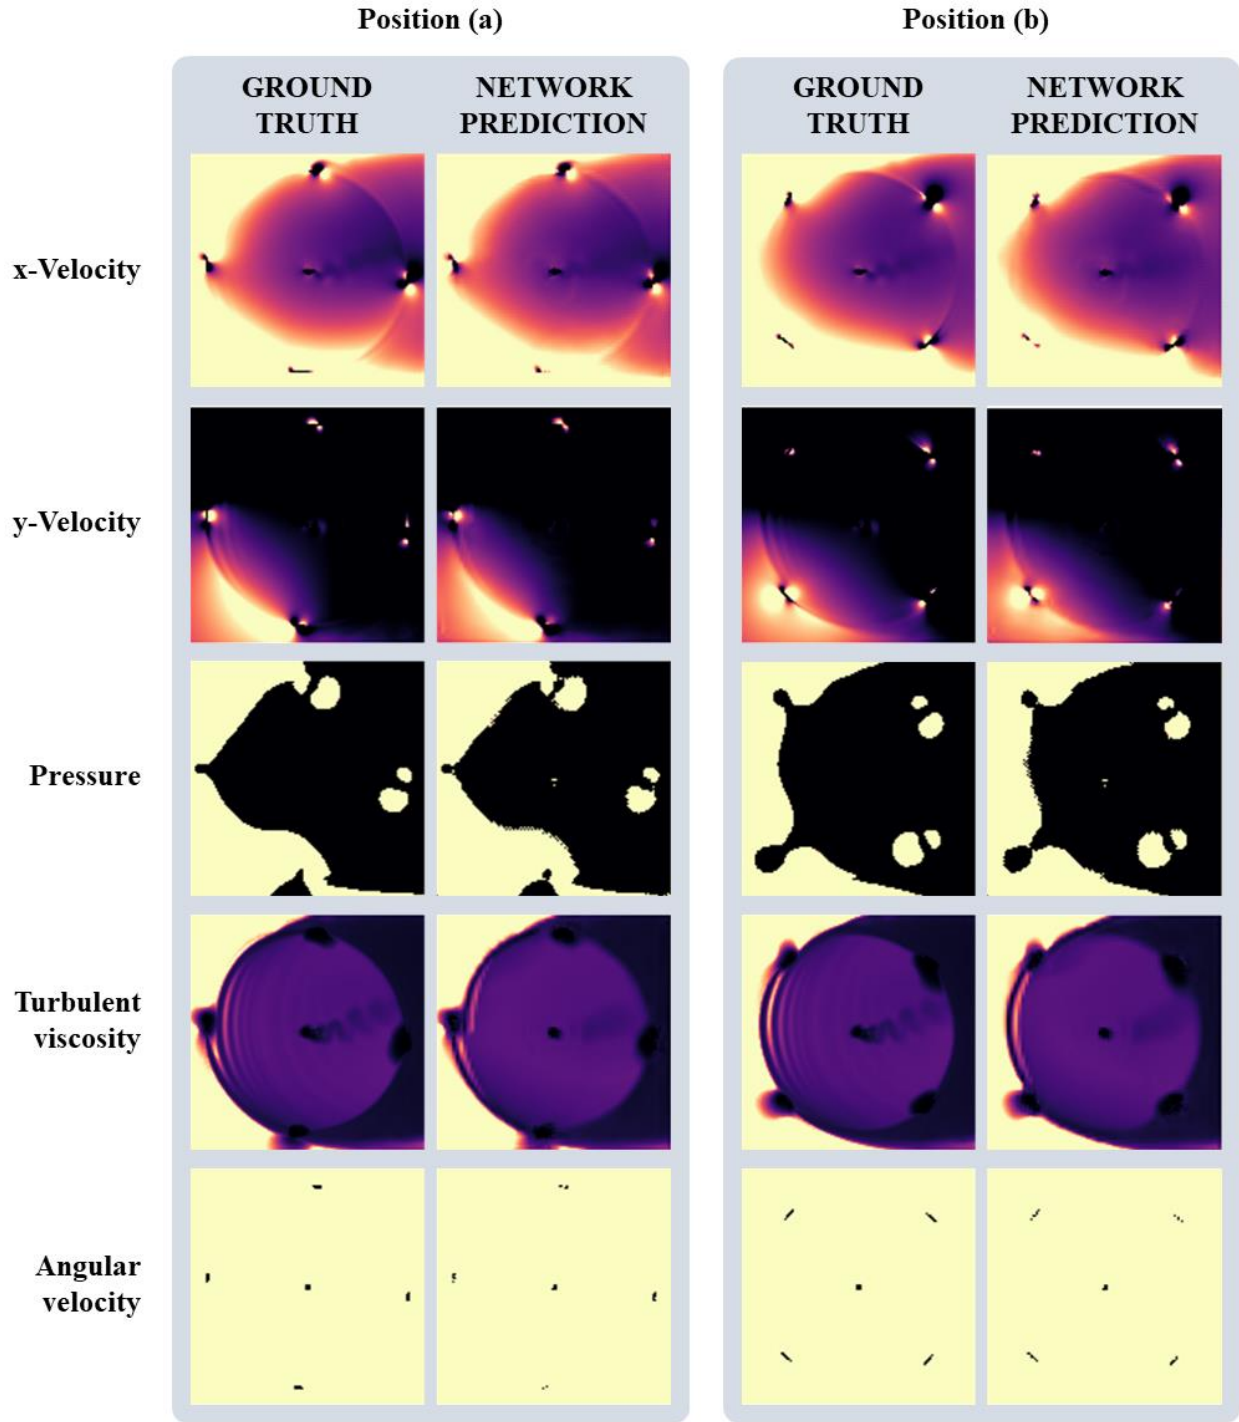 Position (a)
Position (b)
GROUND
TRUTH
NETWORK
PREDICTION
GROUND
TRUTH
NETWORK
PREDICTION
x-Velocity
y-Velocity
Pressure
Turbulent
viscosity
Angular
velocity